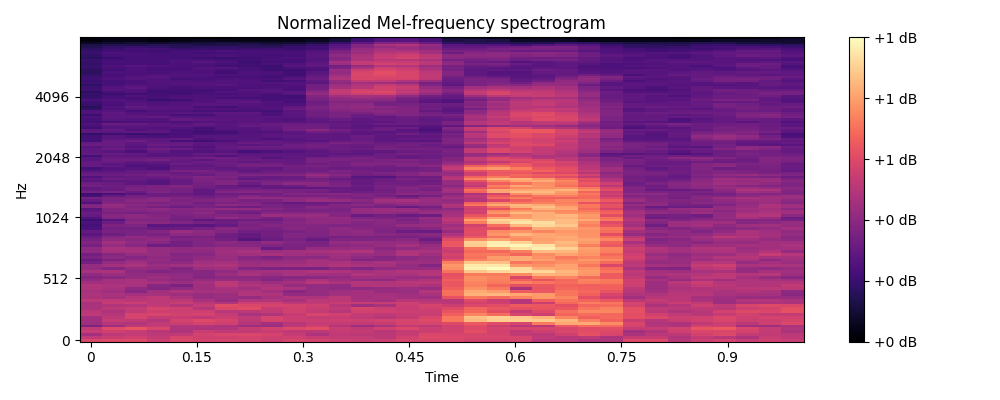 Normalized Mel-frequency spectrogram
Hz
4096
2048
1024
512
0
0 0.15 0.3 0.45 0.6 0.75 0.9
Time
+1 dB
+1 dB
+1 dB
+0 dB
+0 dB
+0 dB